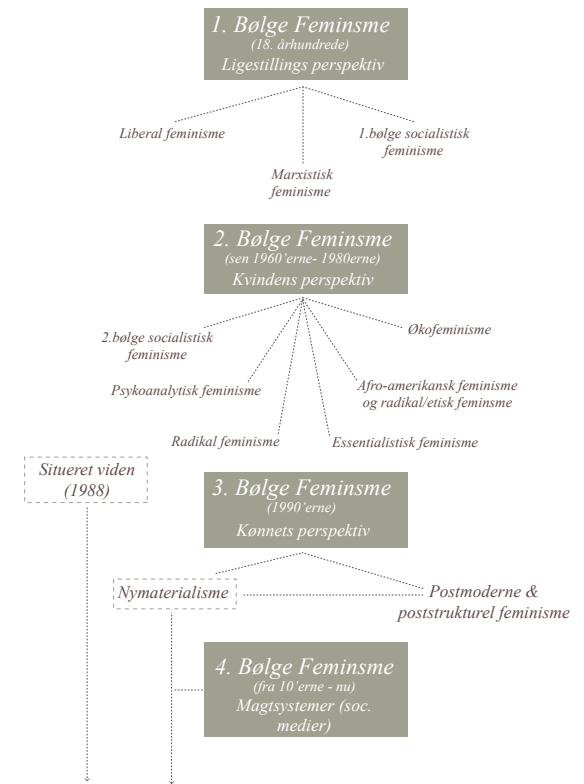 1. Bølge Feminsme
(18. århundrede)
Ligestillings perspektiv
Liberal feminisme
1.bølge socialistisk
feminisme
Marxistisk
feminisme
2. Bølge Feminsme
(sen 1960’erne- 1980erne)
Kvindens perspektiv
2.bølge socialistisk
feminisme
Økofeminisme
Psykoanalytisk feminisme
Afro-amerikansk feminisme
og radikal/etisk feminsme
Radikal feminisme
Essentialistisk feminisme
Situeret viden
(1988)
3. Bølge Feminsme
(1990’erne)
Kønnets perspektiv
Nymaterialisme
Postmoderne &
poststrukturel feminisme
4. Bølge Feminsme
(fra 10’erne - nu)
Magtsystemer (soc.
medier)